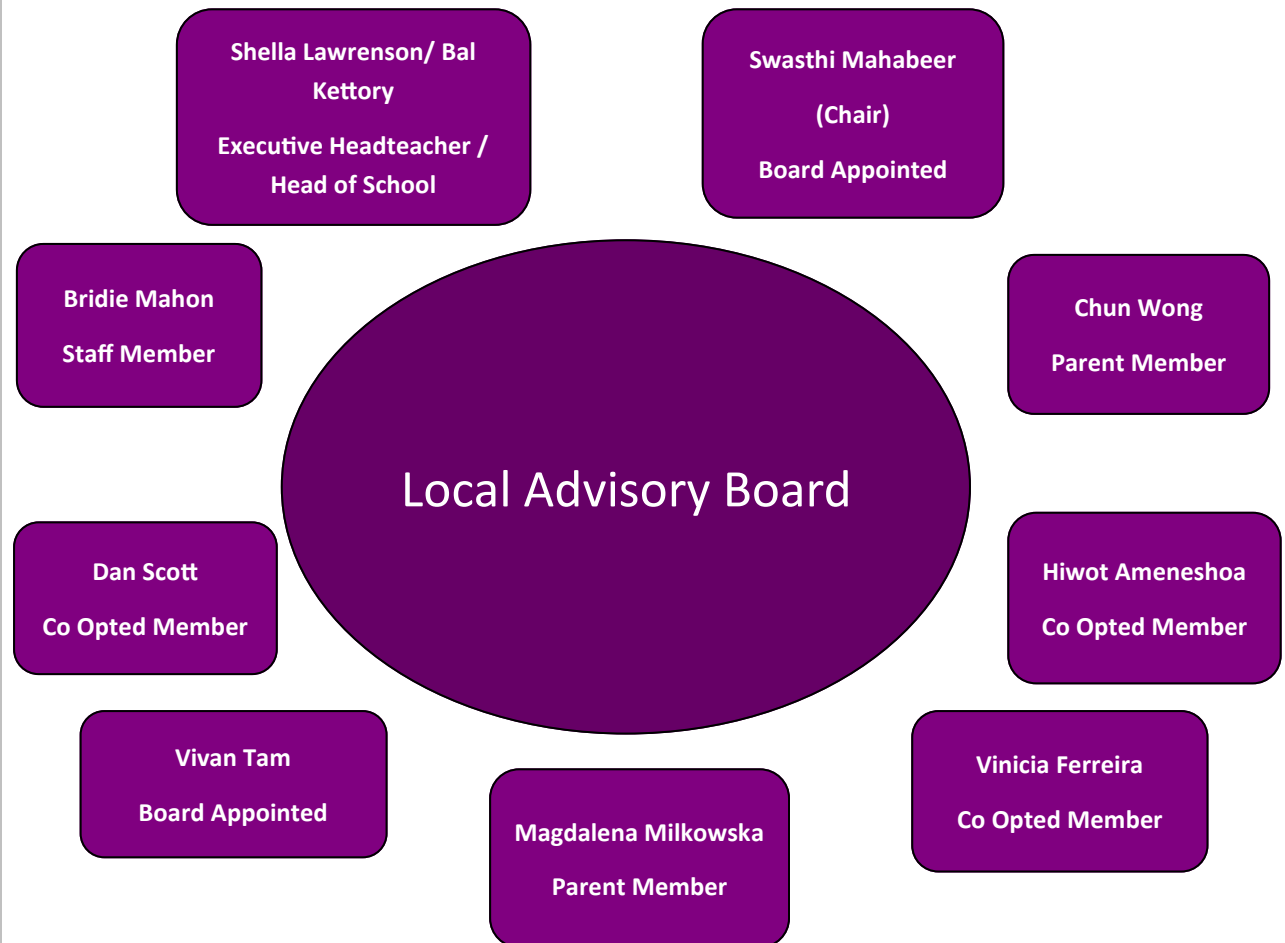 Shella Lawrenson/ Bal
Kettory
Executive Headteacher /
Head of School
Swasthi Mahabeer
(Chair)
Board Appointed
Bridie Mahon
Staff Member
Chun Wong
Parent Member
Local Advisory Board
Dan Scott
Co Opted Member
Hiwot Ameneshoa
Co Opted Member
Vivan Tam
Board Appointed
Vinicia Ferreira
Co Opted Member
Magdalena Milkowska
Parent Member